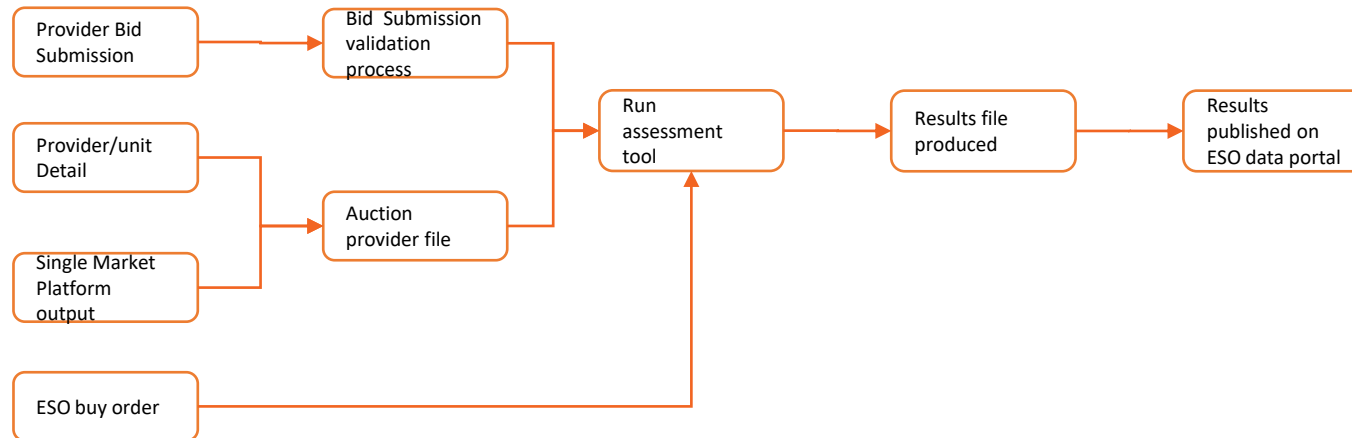 Provider Bid
Submission
Bid  Submission
validation
process
Provider/unit
Detail
Auction
provider file
Single Market
Platform
output
ESO buy order
Run
assessment
tool
Results file
produced
Results
published on
ESO data portal